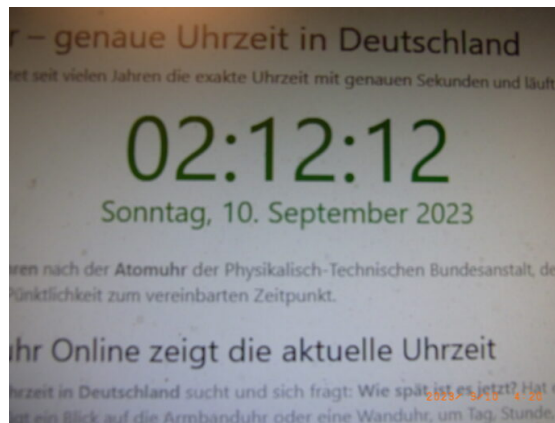 r – genaue Uhrzeit in Deutschland
tet seit vielen Jahren die exakte Uhrzeit mit genauen Sekunden und läuft
02:12:12
Sonntag, 10. September 2023
uren nach der Atomuhr der Physikalisch-Technischen Bundesanstalt, de
Pünktlichkeit zum vereinbarten Zeitpunkt.
uhr Online zeigt die aktuelle Uhrzeit
hrzeit in Deutschland sucht und sich fragt: Wie spät ist es jetzt? Hat
ein Blick auf die Armbanduhr oder eine Wanduhr, um Tag, Stunde,